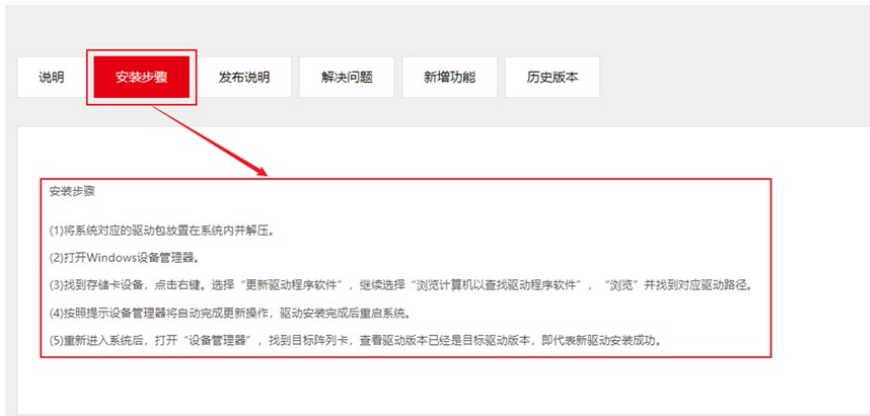 说明 安装步骤 发布说明 解决问题 新增功能 历史版本
安装步骤
(1)将系统对应的驱动包放置在系统内并解压。
(2)打开Windows设备管理器。
(3)找到存储卡设备，点击右键。选择“更新驱动程序软件”，继续选择“浏览计算机以查找驱动程序软件”，“浏览”并找到对应驱动路径。
(4)按照提示设备管理器将自动完成更新操作，驱动安装完成后重启系统。
(5)重新进入系统后，打开“设备管理器”，找到目标阵列卡，查看驱动版本已经是目标驱动版本，即代表新驱动安装成功。